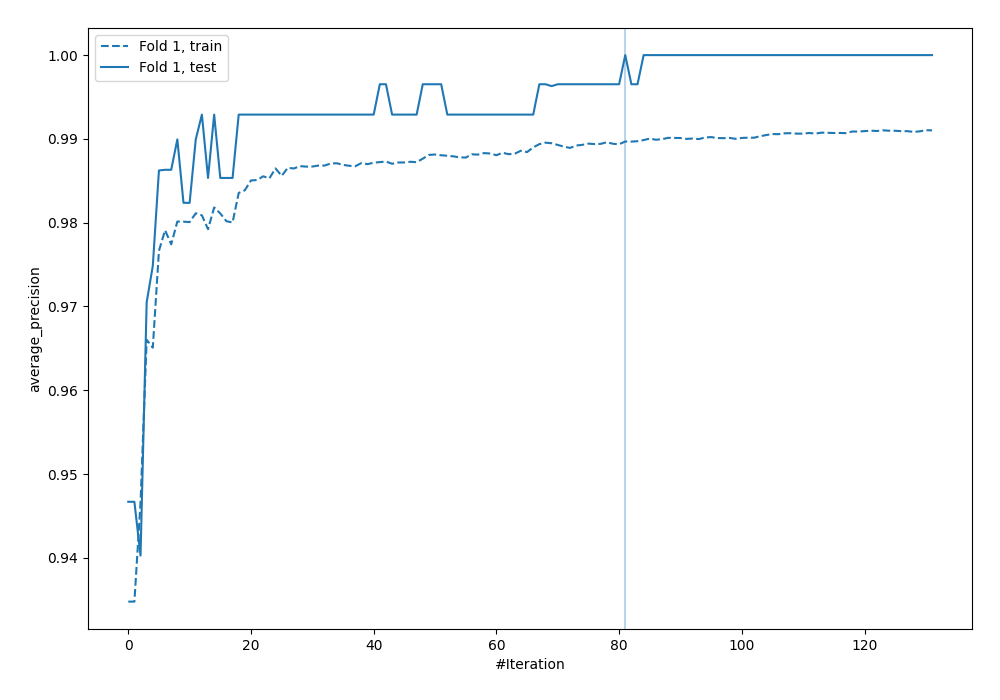 Fold 1, train
Fold 1, test
1.00
0.99
0.98
0.97
0.96
0.95
0.94
average_precision
0 20 40 60 80 100 120
#Iteration